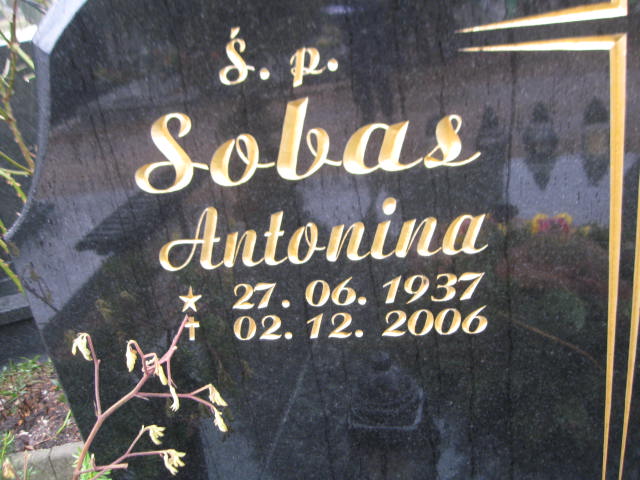 Ś. p.
Sobas
Antonina
27. 06. 1937
02. 12. 2006